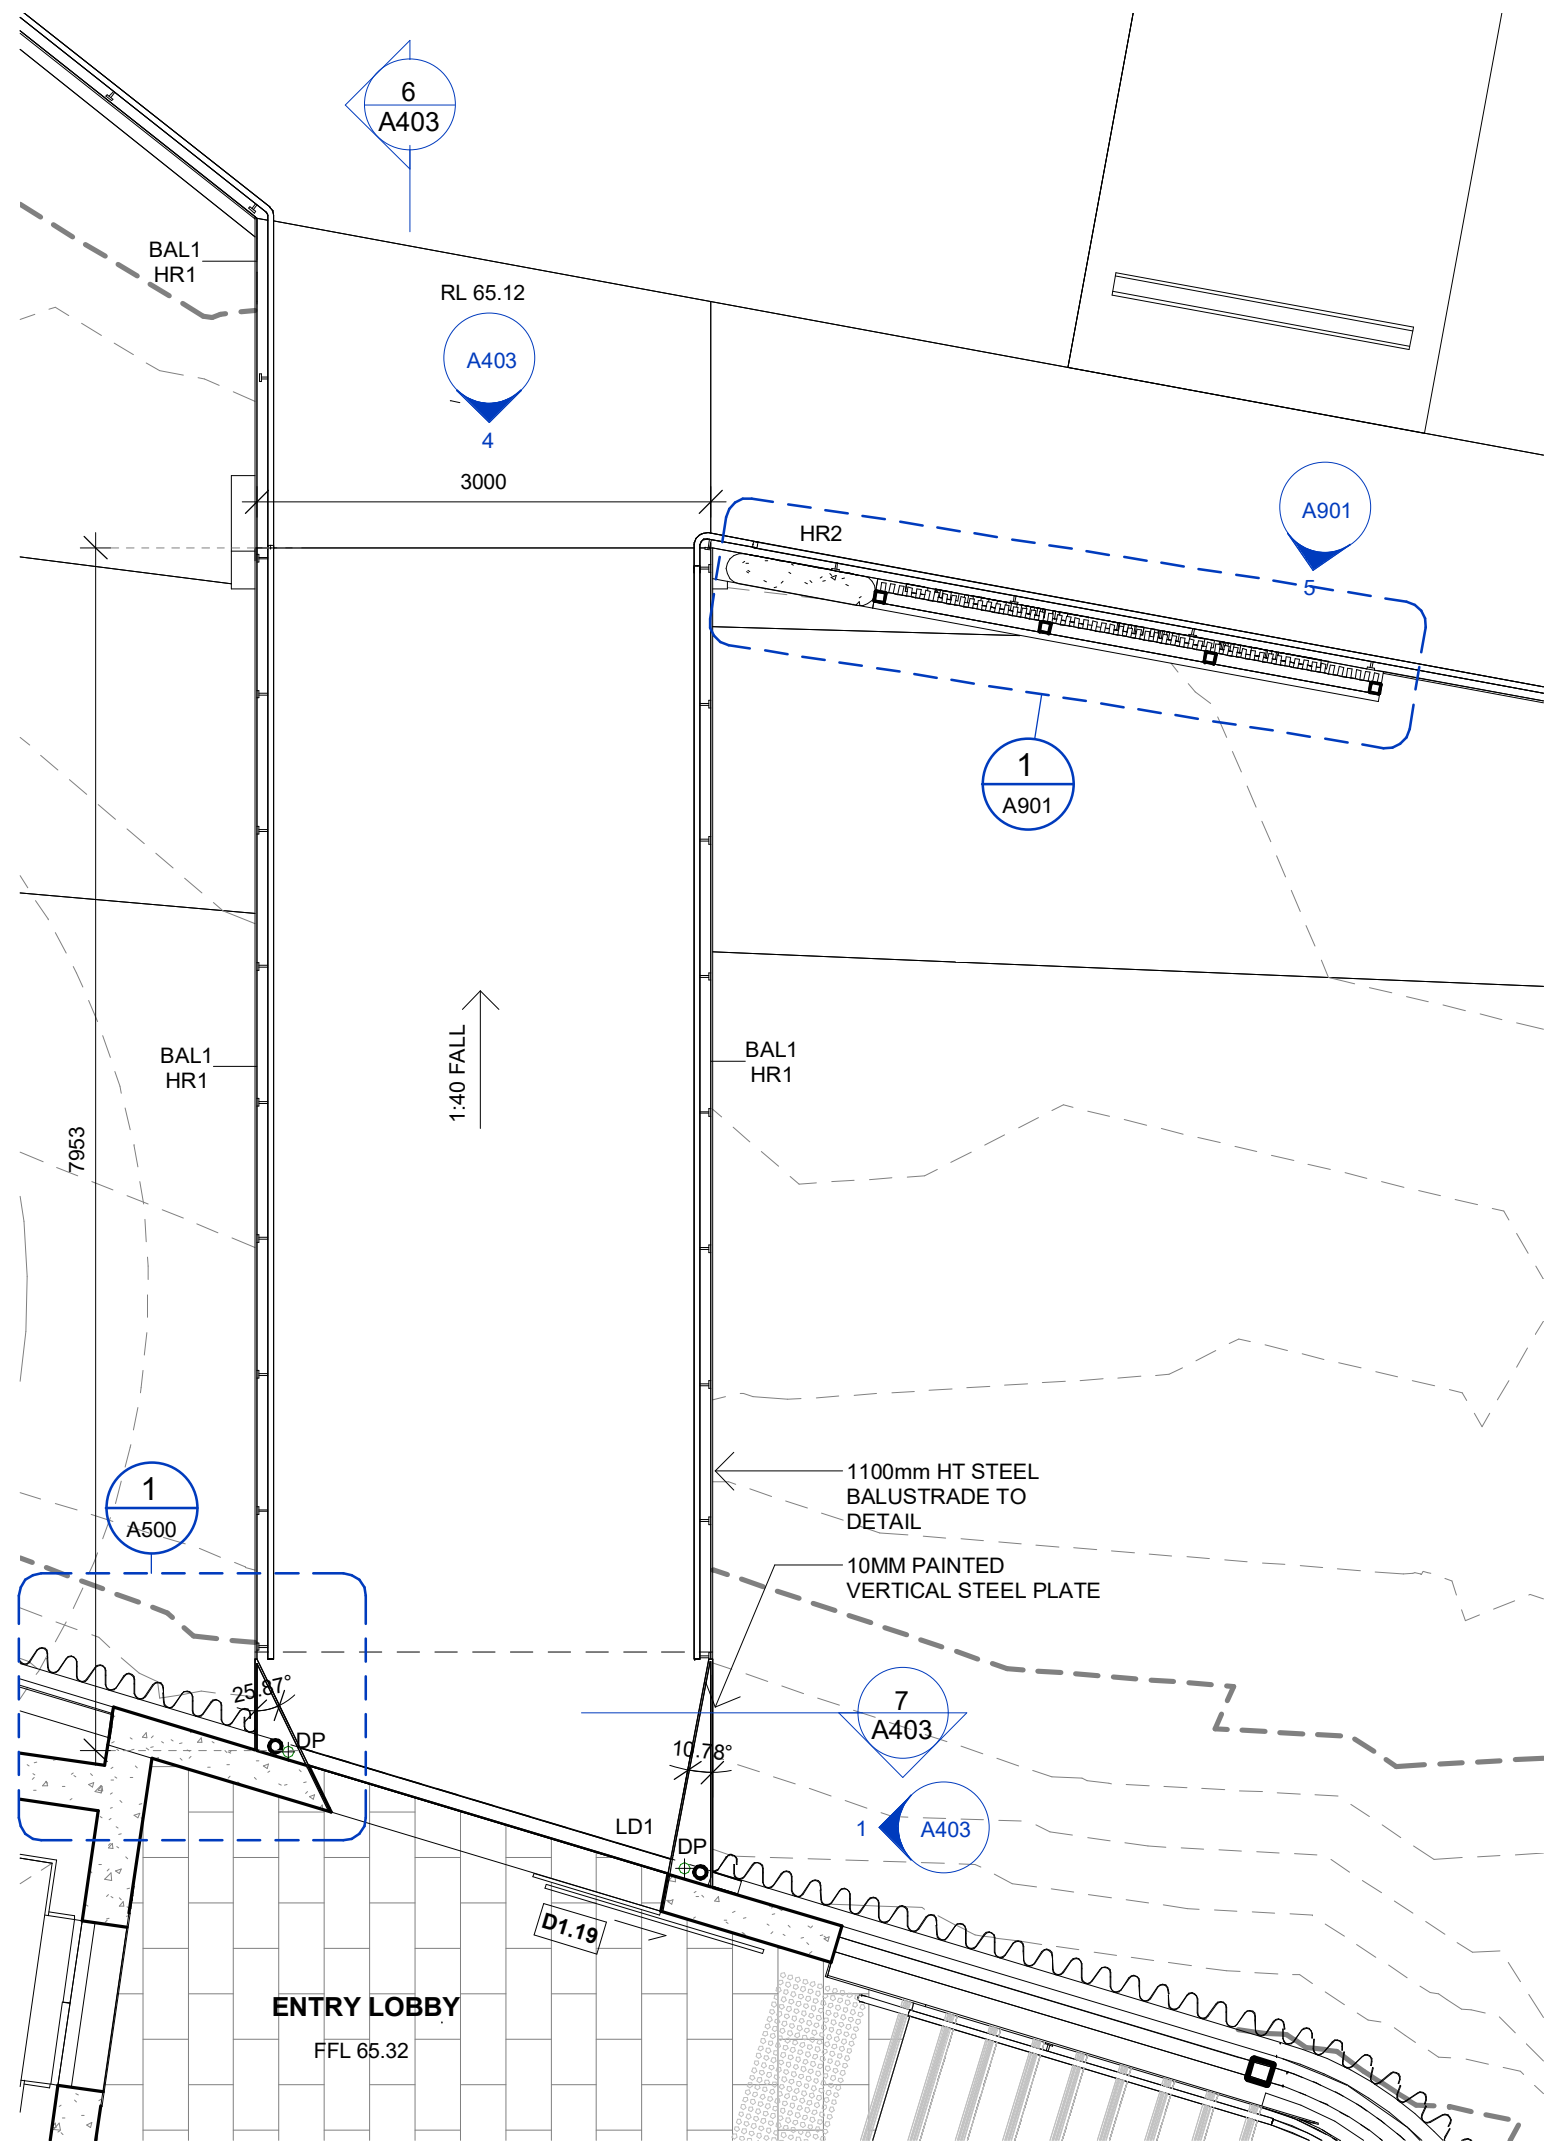 6
A403
BAL1
HR1
RL 65.12
A403
4
3000
HR2
A901
5
1
A901
1:40 FALL
BAL1
HR1
BAL1
HR1
7953
1
A500
1100mm HT STEEL
BALUSTRADE TO
DETAIL
10MM PAINTED
VERTICAL STEEL PLATE
25.87°
DP
7
A403
10.78°
LD1
DP
1
A403
D1.19
ENTRY LOBBY
FFL 65.32